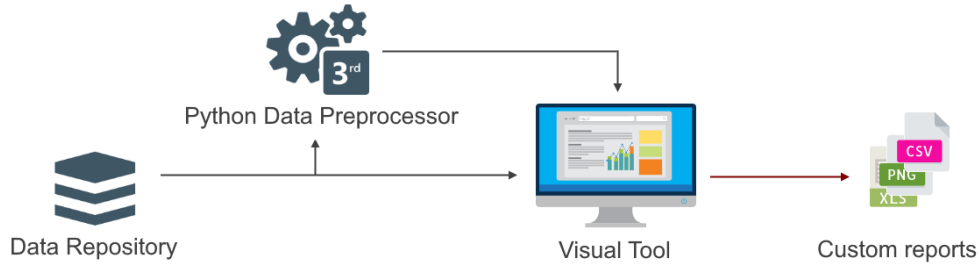 3rd
Python Data Preprocessor
Data Repository
Visual Tool
CSV
PNG
XLS
Custom reports